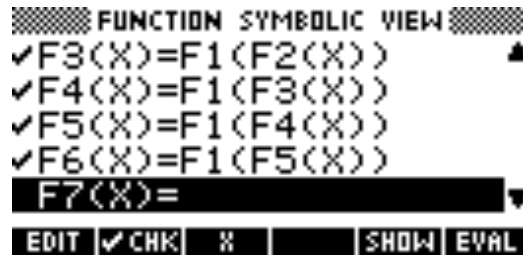 FUNCTION SYMBOLIC VIEW
✔F3(X)=F1(F2(X))
✔F4(X)=F1(F3(X))
✔F5(X)=F1(F4(X))
✔F6(X)=F1(F5(X))
F7(X)=
EDIT ✔CHK X SHOW EVAL